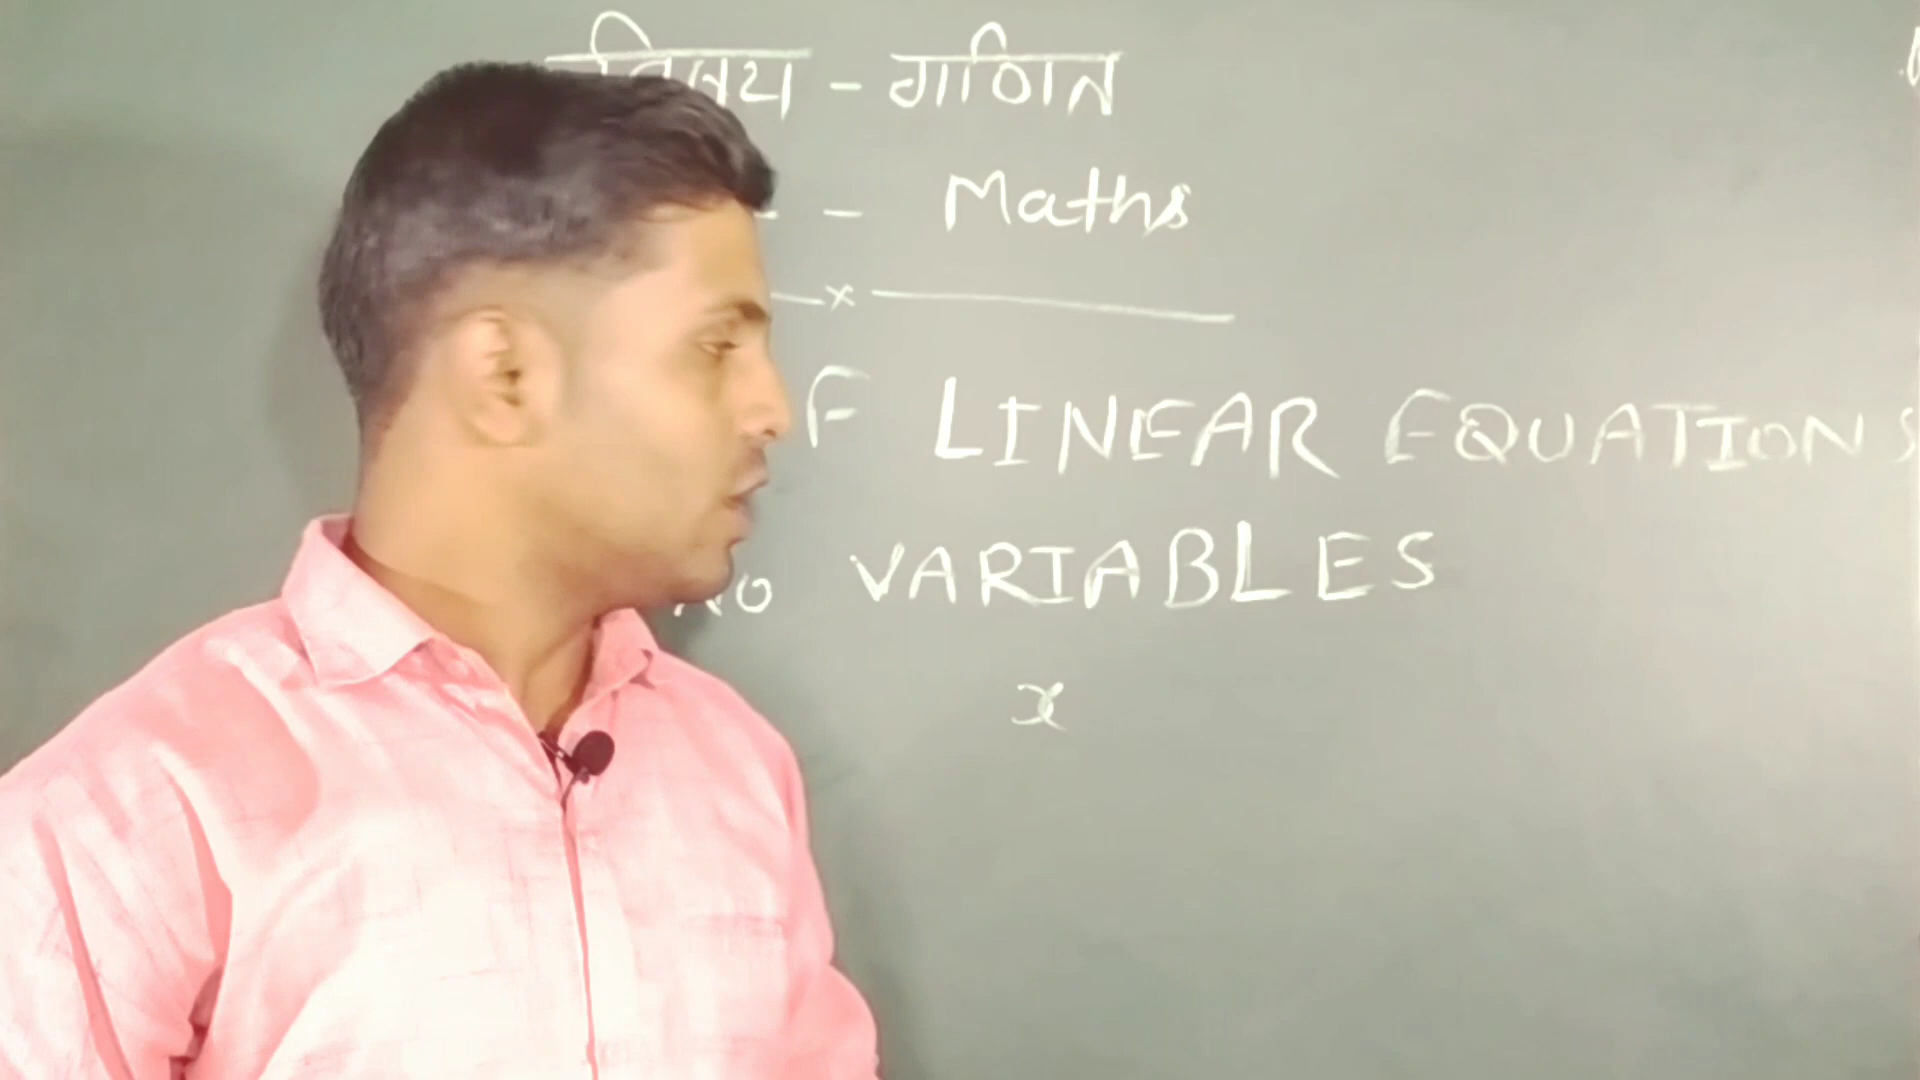 - गणित
- - Maths
x
F LINEAR EQUATIONS
VARIABLES
x